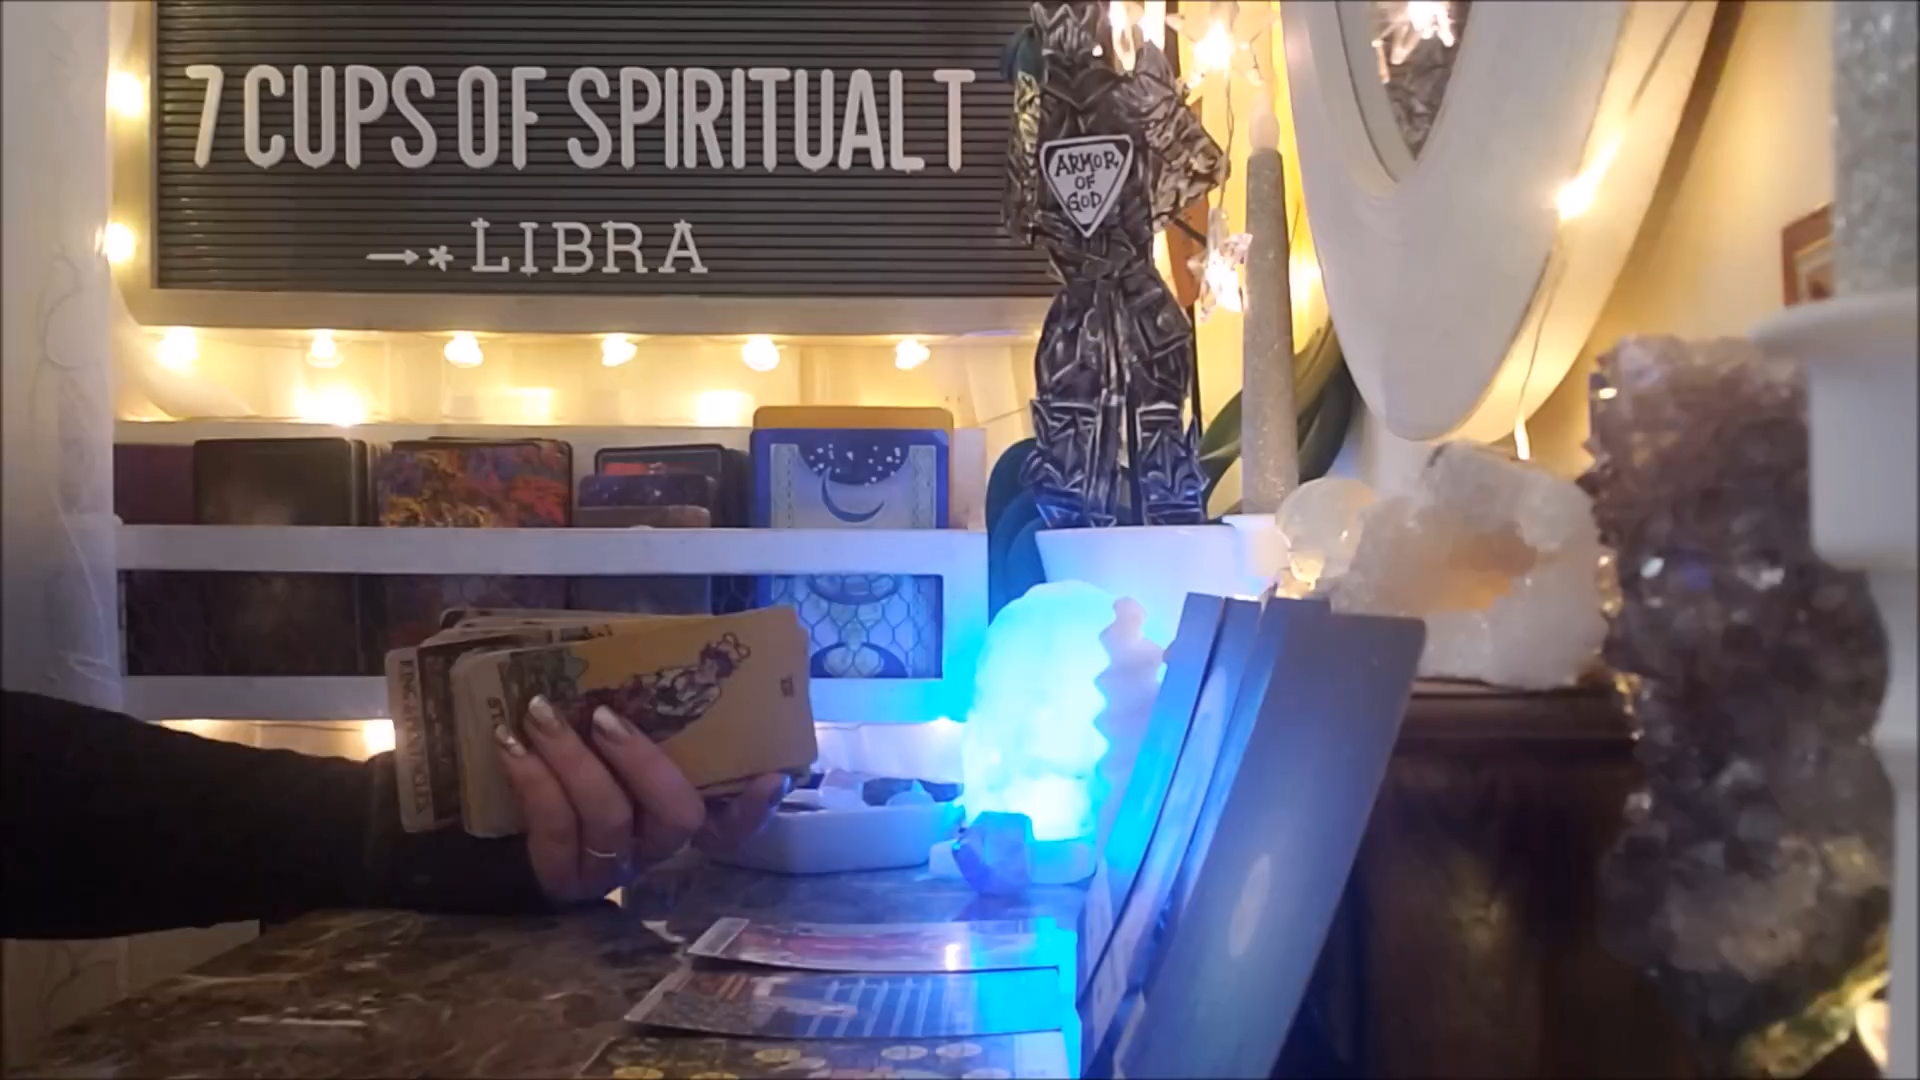 7 CUPS OF SPIRITUAL T
→*LIBRA
ARMOR
OF
GOD